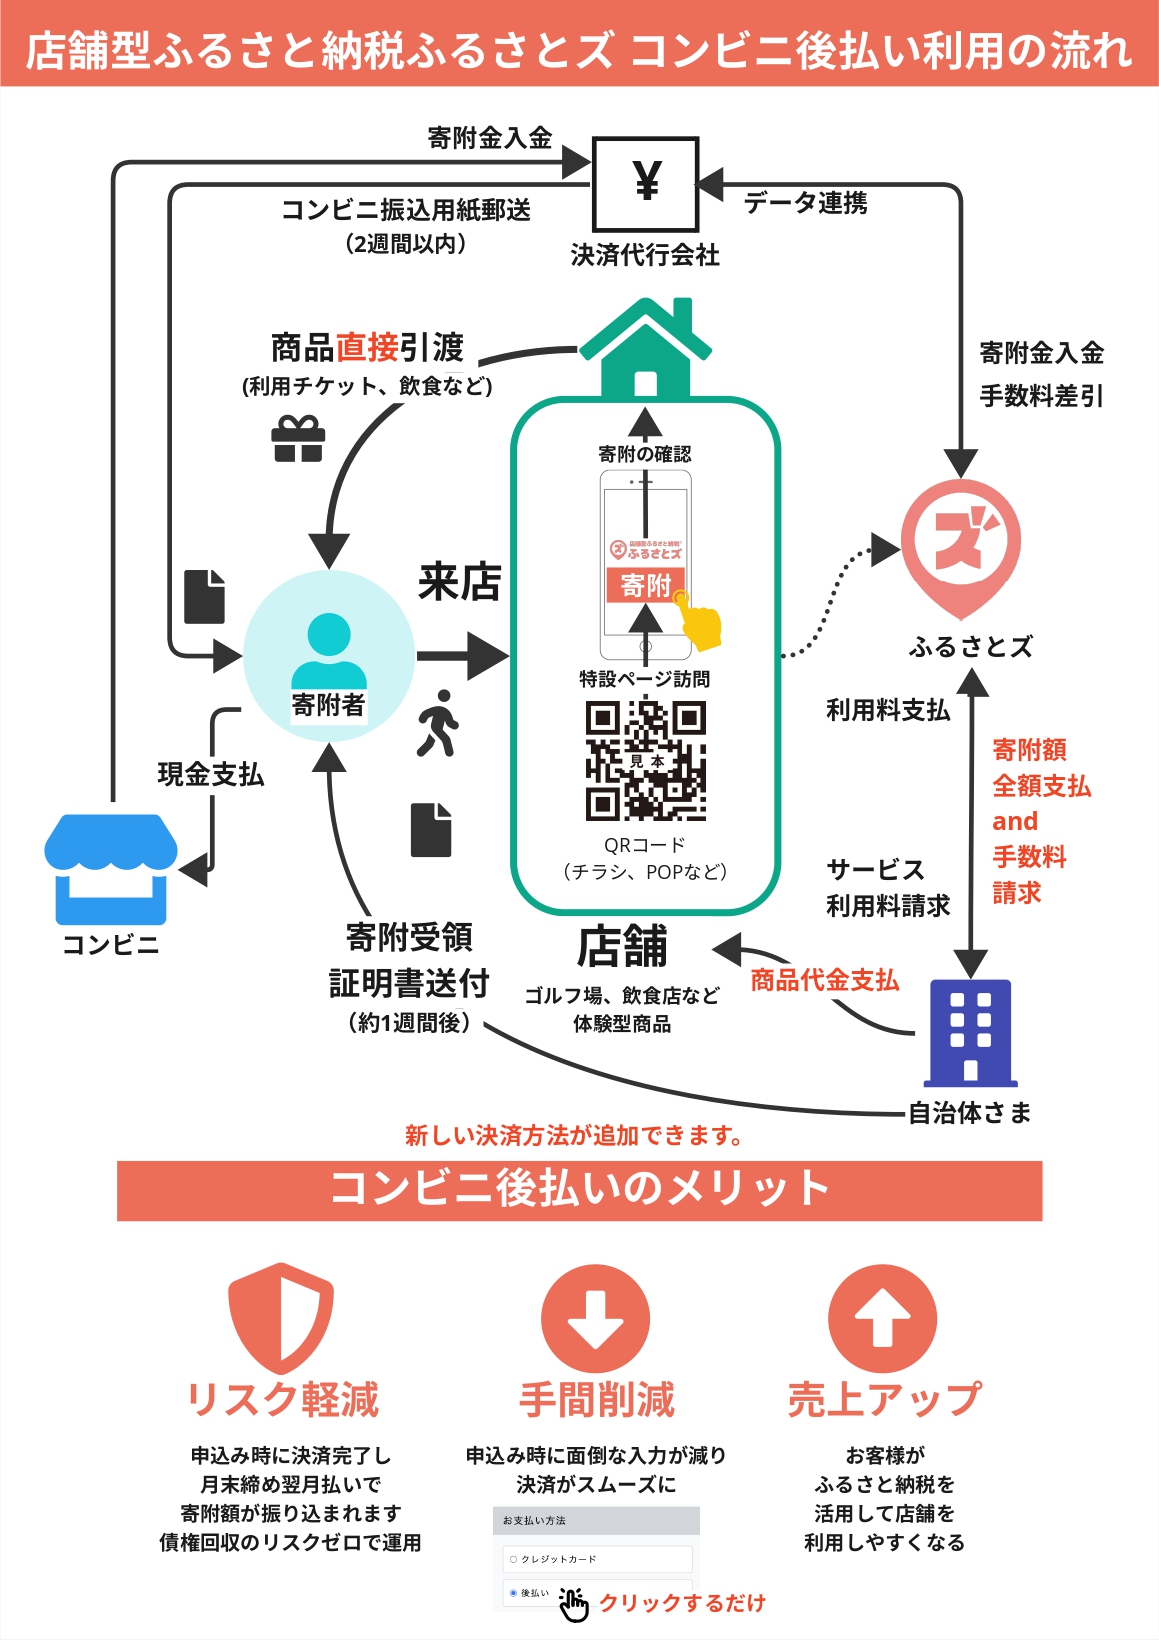 店舗型ふるさと納税ふるさとズ コンビニ後払い利用の流れ
寄附金入金
¥
コンビニ振込用紙郵送
（2週間以内）
データ連携
決済代行会社
商品直接引渡
(利用チケット、飲食など)
寄附金入金
手数料差引
寄附の確認
店舗型ふるさと納税
ふるさとズ
寄附
来店
ズ
ふるさとズ
特設ページ訪問
寄附者
利用料支払
見本
寄附額
全額支払
and
手数料
請求
現金支払
QRコード
（チラシ、POPなど）
サービス
利用料請求
コンビニ
寄附受領
証明書送付
（約1週間後）
店舗
ゴルフ場、飲食店など
体験型商品
商品代金支払
自治体さま
新しい決済方法が追加できます。
コンビニ後払いのメリット
リスク軽減
申込み時に決済完了し
月末締め翌月払いで
寄附額が振り込まれます
債権回収のリスクゼロで運用
手間削減
申込み時に面倒な入力が減り
決済がスムーズに
お支払い方法
クレジットカード
後払い
クリックするだけ
売上アップ
お客様が
ふるさと納税を
活用して店舗を
利用しやすくなる